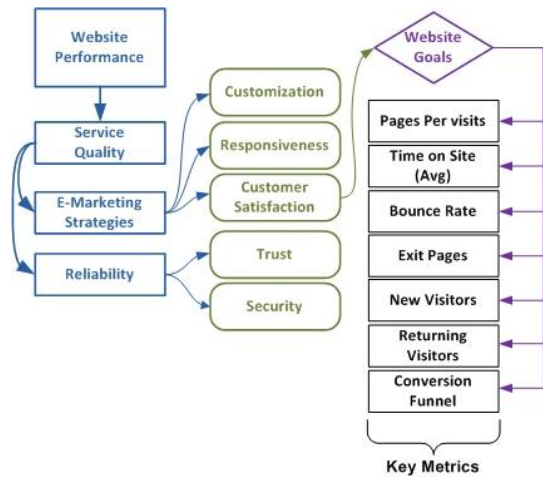 Website
Performance
Service
Quality
E-Marketing
Strategies
Reliability
Customization
Responsiveness
Customer
Satisfaction
Trust
Security
Website
Goals
Pages Per visits
Time on Site
(Avg)
Bounce Rate
Exit Pages
New Visitors
Returning
Visitors
Conversion
Funnel
Key Metrics